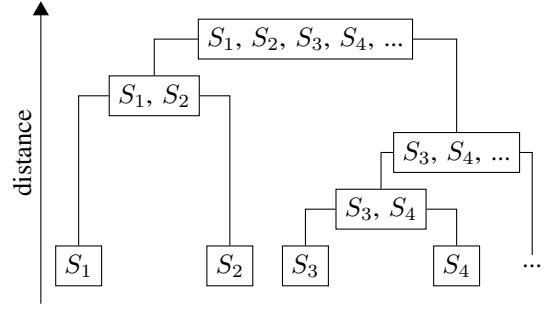 S₁, S₂, S₃, S₄, ...
S₁, S₂
distance
S₃, S₄, ...
S₃, S₄
S₁
S₂
S₃
S₄
...